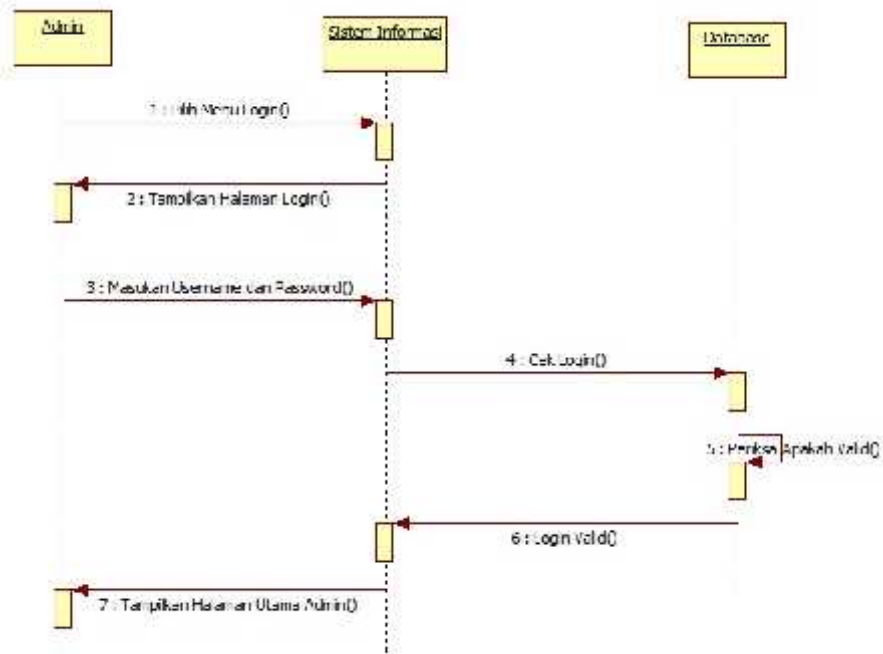 Admin
Sistem Informasi
Database
1 : Pilih Menu Login()
2 : Tampilkan Halaman Login()
3 : Masukan Username dan Password()
4 : Cek Login()
5 : Periksa Apakah Valid()
6 : Login Valid()
7 : Tampilkan Halaman Utama Admin()